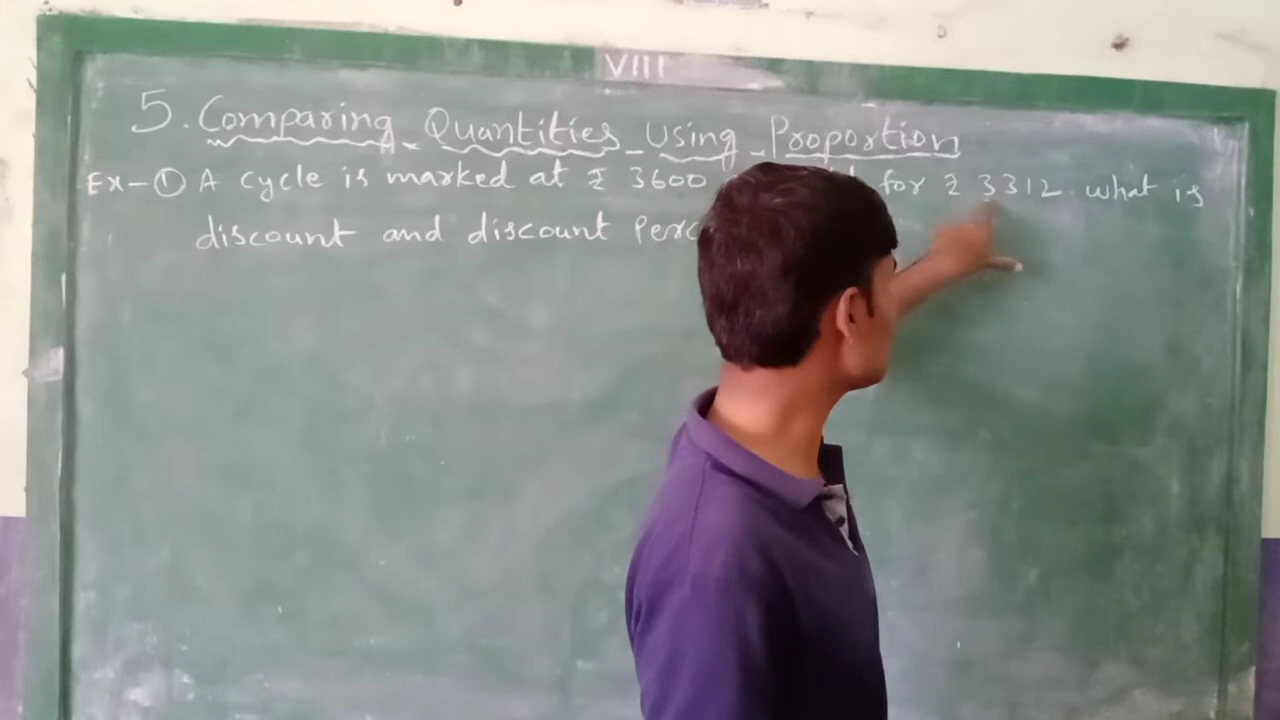 VIII
5. Comparing Quantities Using Proportion
Ex-① A cycle is marked at ₹ 3600 for ₹ 3312. what is
discount and discount